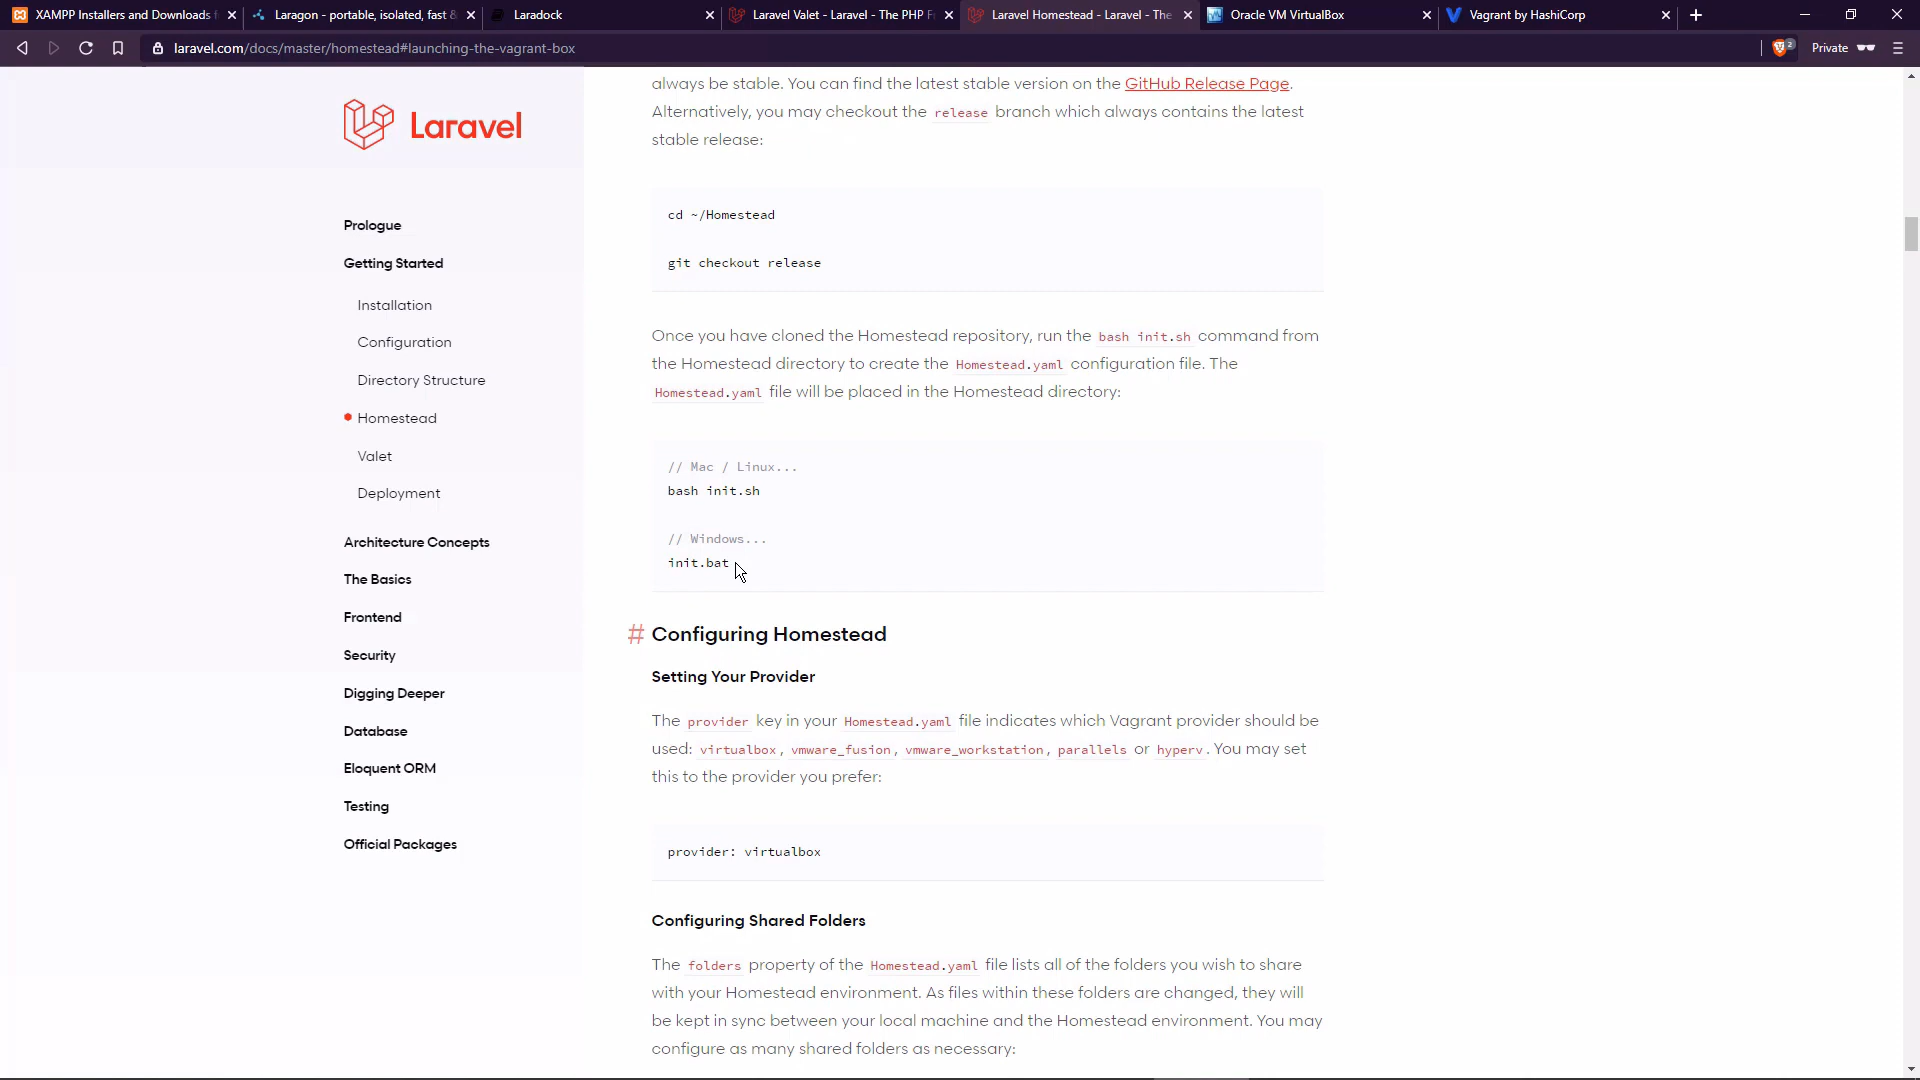 XAMPP Installers and Downloads f
Laragon - portable, isolated, fast &
Laradock
Laravel Valet - Laravel - The PHP F
Laravel Homestead - Laravel - The
Oracle VM VirtualBox
Vagrant by HashiCorp
laravel.com/docs/master/homestead#launching-the-vagrant-box
2
Private
Laravel
Prologue
Getting Started
Installation
Configuration
Directory Structure
Homestead
Valet
Deployment
Architecture Concepts
The Basics
Frontend
Security
Digging Deeper
Database
Eloquent ORM
Testing
Official Packages
always be stable. You can find the latest stable version on the GitHub Release Page.
Alternatively, you may checkout the release branch which always contains the latest
stable release:
cd ~/Homestead
git checkout release
Once you have cloned the Homestead repository, run the bash init.sh command from
the Homestead directory to create the Homestead.yaml configuration file. The
Homestead.yaml file will be placed in the Homestead directory:
// Mac / Linux...
bash init.sh
// Windows...
init.bat
# Configuring Homestead
Setting Your Provider
The provider key in your Homestead.yaml file indicates which Vagrant provider should be
used: virtualbox, vmware_fusion, vmware_workstation, parallels or hyperv. You may set
this to the provider you prefer:
provider: virtualbox
Configuring Shared Folders
The folders property of the Homestead.yaml file lists all of the folders you wish to share
with your Homestead environment. As files within these folders are changed, they will
be kept in sync between your local machine and the Homestead environment. You may
configure as many shared folders as necessary: